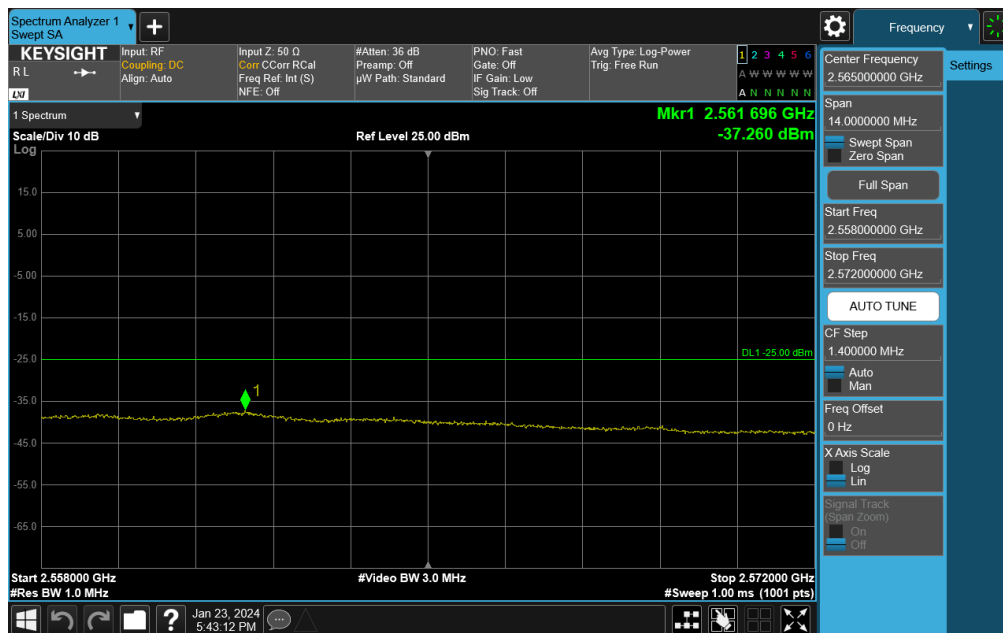 Spectrum Analyzer 1
Swept SA
+
Frequency
KEYSIGHT
R L
LXI
Input: RF
Coupling: DC
Align: Auto
Input Z: 50 Ω
Corr CCorr RCal
Freq Ref: Int (S)
NFE: Off
#Atten: 36 dB
Preamp: Off
µW Path: Standard
PNO: Fast
Gate: Off
IF Gain: Low
Sig Track: Off
Avg Type: Log-Power
Trig: Free Run
1 2 3 4 5 6
A W W W W W
A N N N N N
1 Spectrum
Scale/Div 10 dB
Log
Ref Level 25.00 dBm
Mkr1 2.561 696 GHz
-37.260 dBm
15.0
5.00
-5.00
-15.0
-25.0
-35.0
-45.0
-55.0
-65.0
DL1 -25.00 dBm
1
Start 2.558000 GHz
#Res BW 1.0 MHz
#Video BW 3.0 MHz
Stop 2.572000 GHz
#Sweep 1.00 ms (1001 pts)
Center Frequency
2.565000000 GHz
Span
14.0000000 MHz
Swept Span
Zero Span
Full Span
Start Freq
2.558000000 GHz
Stop Freq
2.572000000 GHz
AUTO TUNE
CF Step
1.400000 MHz
Auto
Man
Freq Offset
0 Hz
X Axis Scale
Log
Lin
Signal Track
(Span Zoom)
On
Off
Settings
?
Jan 23, 2024
5:43:12 PM